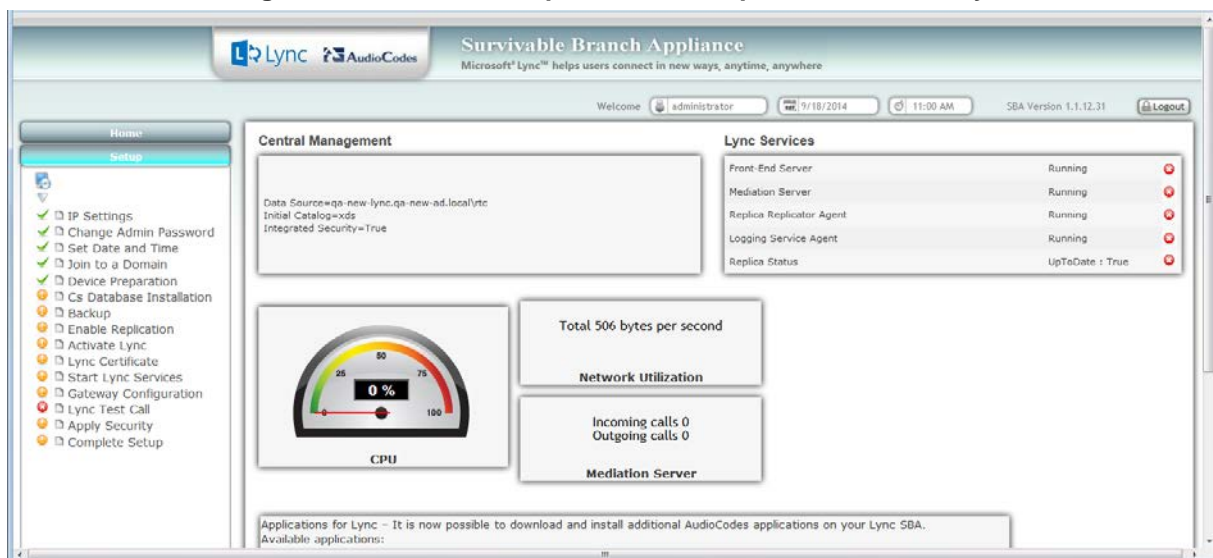 Lync AudioCodes
Survivable Branch Appliance
Microsoft® Lync™ helps users connect in new ways, anytime, anywhere
Welcome administrator 9/18/2014 11:00 AM SBA Version 1.1.12.31 Logout
Home
Setup
IP Settings
Change Admin Password
Set Date and Time
Join to a Domain
Device Preparation
Cs Database Installation
Backup
Enable Replication
Activate Lync
Lync Certificate
Start Lync Services
Gateway Configuration
Lync Test Call
Apply Security
Complete Setup
Central Management
Data Source=qa-new-lync.qa-new-ad.local\rtc
Initial Catalog=xds
Integrated Security=True
Lync Services
Front-End Server Running
Mediation Server Running
Replica Replicator Agent Running
Logging Service Agent Running
Replica Status UpToDate : True
50
25 75
0 %
0 100
CPU
Total 506 bytes per second
Network Utilization
Incoming calls 0
Outgoing calls 0
Mediation Server
Applications for Lync - It is now possible to download and install additional AudioCodes applications on your Lync SBA.
Available applications: